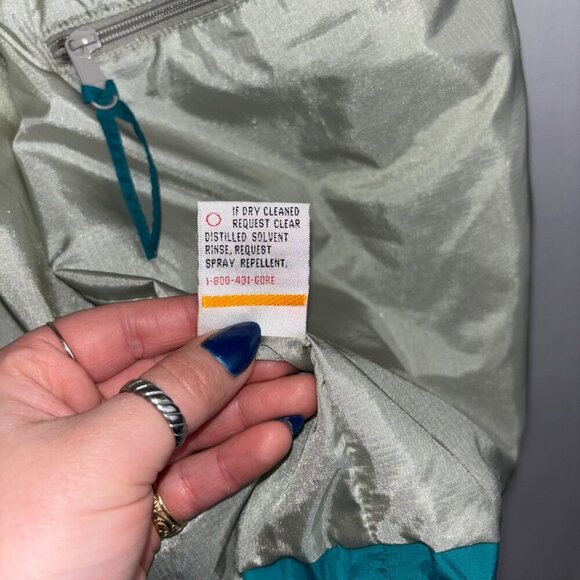 IF DRY CLEANED
REQUEST CLEAR
DISTILLED SOLVENT
RINSE, REQUEST
SPRAY REPELLENT.
1-800-431-GORE